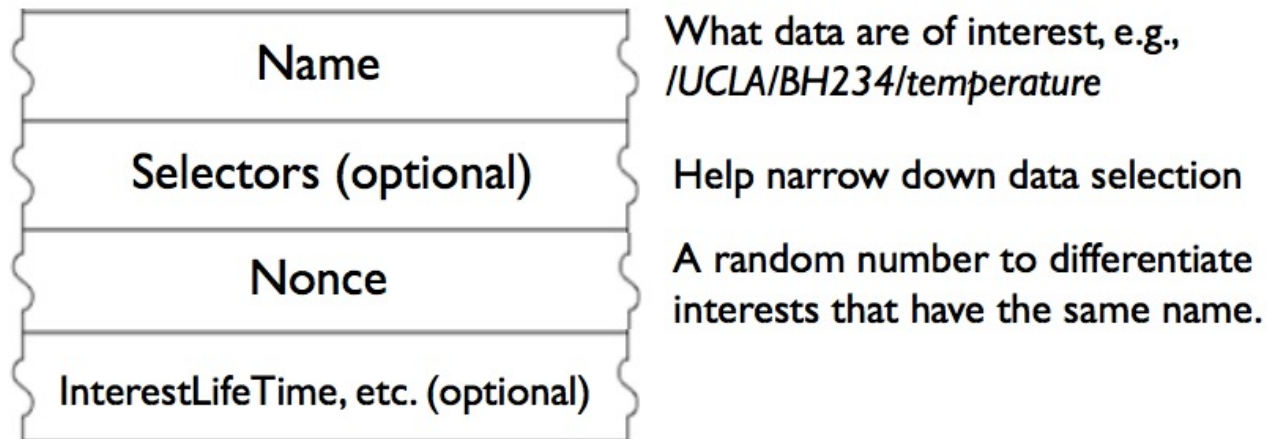 Name
What data are of interest, e.g.,
/UCLA/BH234/temperature
Selectors (optional)
Help narrow down data selection
Nonce
A random number to differentiate
interests that have the same name.
InterestLifeTime, etc. (optional)